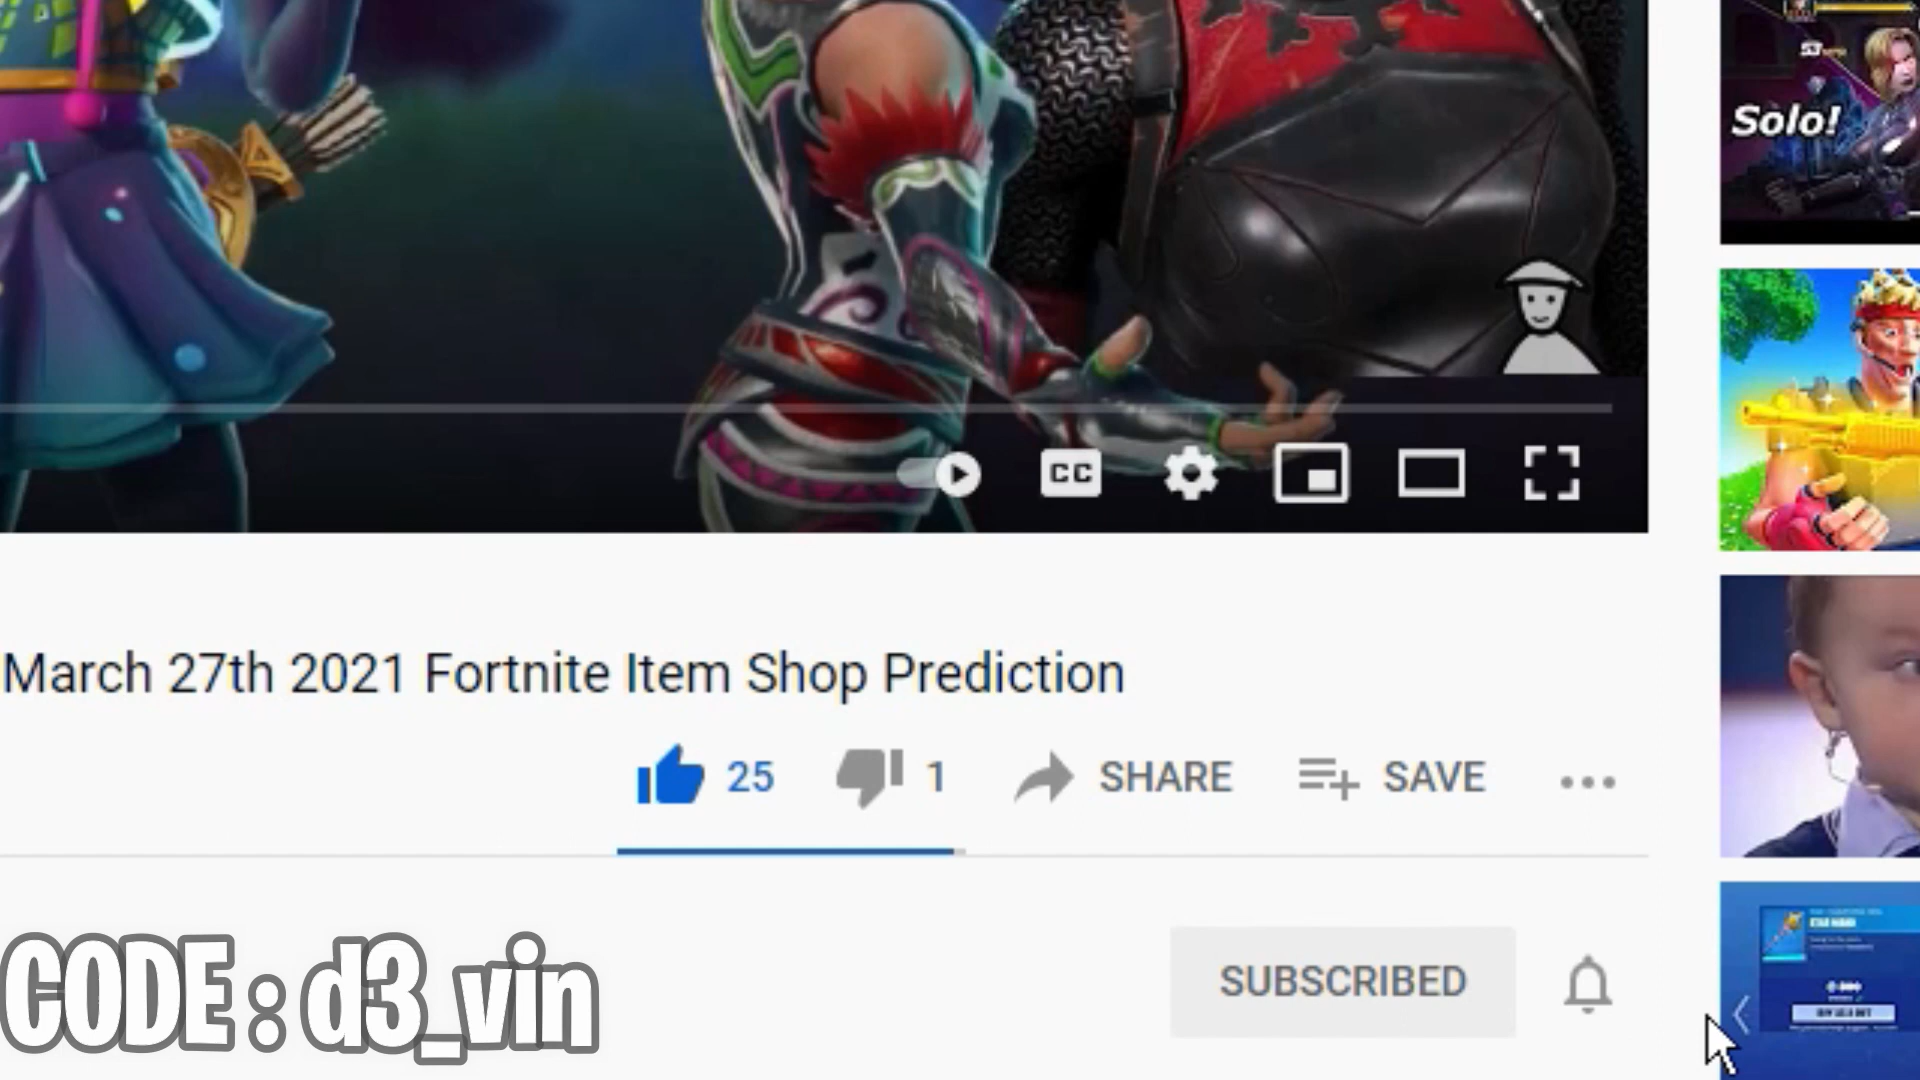 Solo!
CC
March 27th 2021 Fortnite Item Shop Prediction
25
1
SHARE
SAVE
CODE : d3_vin
SUBSCRIBED